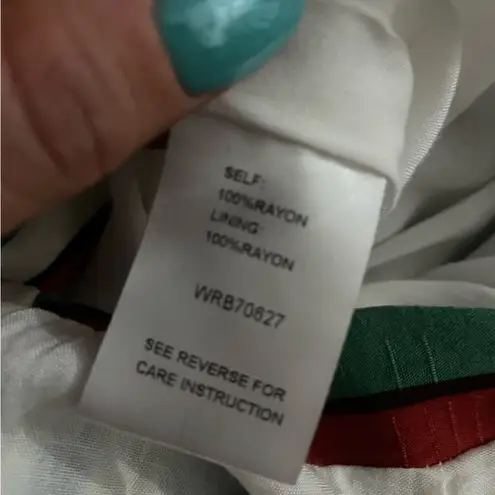 SELF:
100%RAYON
LINING:
100%RAYON
WRB70627
SEE REVERSE FOR
CARE INSTRUCTION